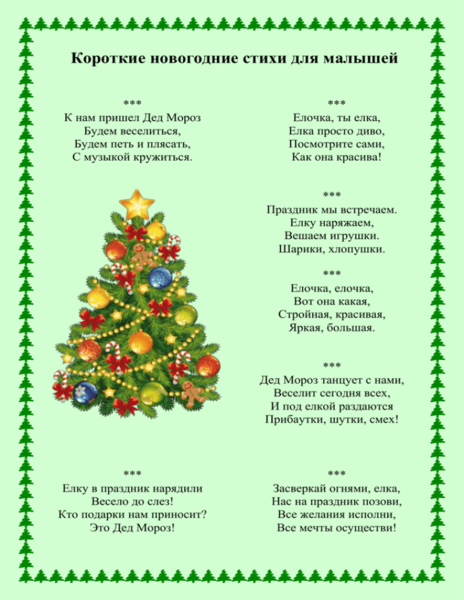 Короткие новогодние стихи для малышей
***
К нам пришел Дед Мороз
Будем веселиться,
Будем петь и плясать,
С музыкой кружиться.
***
Елочка, ты елка,
Елка просто диво,
Посмотрите сами,
Как она красива!
***
Праздник мы встречаем.
Елку наряжаем,
Вешаем игрушки.
Шарики, хлопушки.
***
Елочка, елочка,
Вот она какая,
Стройная, красивая,
Яркая, большая.
***
Дед Мороз танцует с нами,
Веселит сегодня всех,
И под елкой раздаются
Прибаутки, шутки, смех!
***
Елку в праздник нарядили
Весело до слез!
Кто подарки нам приносит?
Это Дед Мороз!
***
Засверкай огнями, елка,
Нас на праздник позови,
Все желания исполни,
Все мечты осуществи!